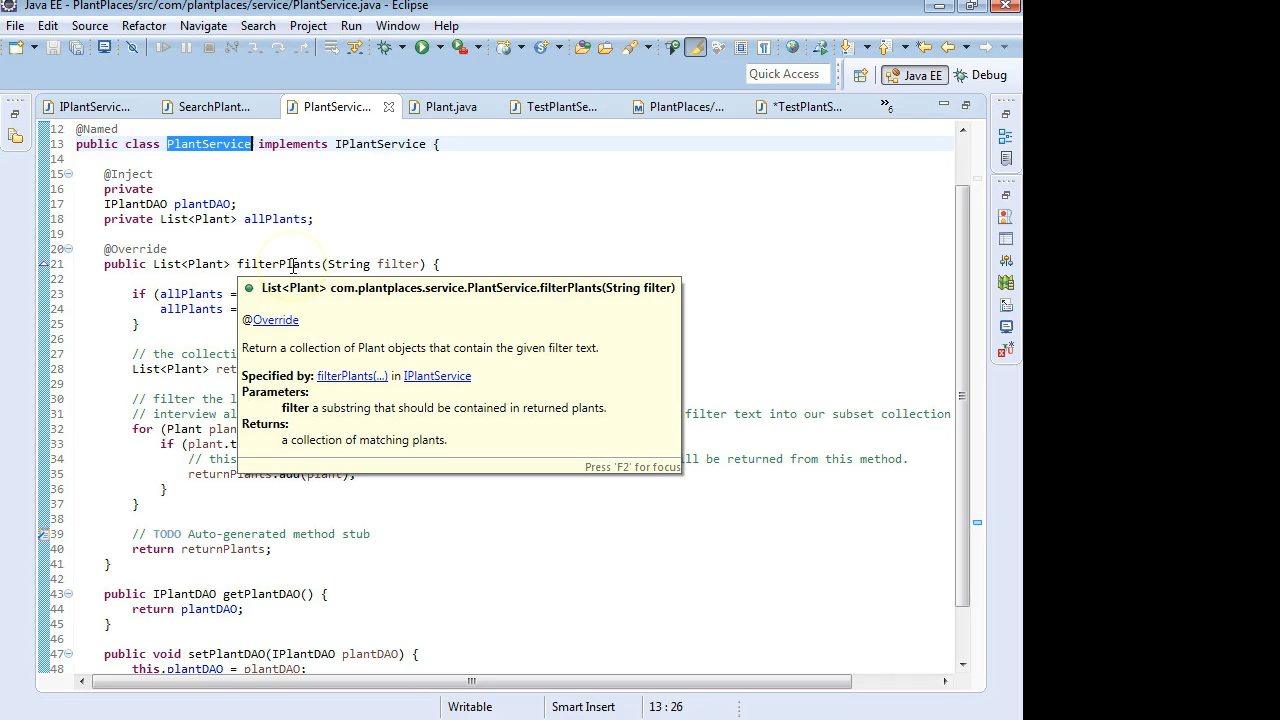 Java EE - PlantPlaces/src/com/plantplaces/service/PlantService.java - Eclipse
File Edit Source Refactor Navigate Search Project Run Window Help
Quick Access
Java EE
Debug
IPlantServic...
SearchPlant...
PlantServic...
Plant.java
TestPlantSe...
PlantPlaces/...
*TestPlantS...
6
12 @Named
13 public class PlantService implements IPlantService {
14
15 @Inject
16 private
17 IPlantDAO plantDAO;
18 private List<Plant> allPlants;
19
20 @Override
21 public List<Plant> filterPlants(String filter) {
22
23 if (allPlants =
24 allPlants =
25 }
26
27 // the collecti
28 List<Plant> ret
29
30 // filter the l
31 // interview al filter text into our subset collection
32 for (Plant plan
33 if (plant.t
34 // this ll be returned from this method.
35 returnPlants.add(plant);
36 }
37 }
38
39 // TODO Auto-generated method stub
40 return returnPlants;
41 }
42
43 public IPlantDAO getPlantDAO() {
44 return plantDAO;
45 }
46
47 public void setPlantDAO(IPlantDAO plantDAO) {
48 this.plantDAO = plantDAO;
List<Plant> com.plantplaces.service.PlantService.filterPlants(String filter)
@Override
Return a collection of Plant objects that contain the given filter text.
Specified by: filterPlants(...) in IPlantService
Parameters:
filter a substring that should be contained in returned plants.
Returns:
a collection of matching plants.
Press 'F2' for focus
Writable Smart Insert 13 : 26